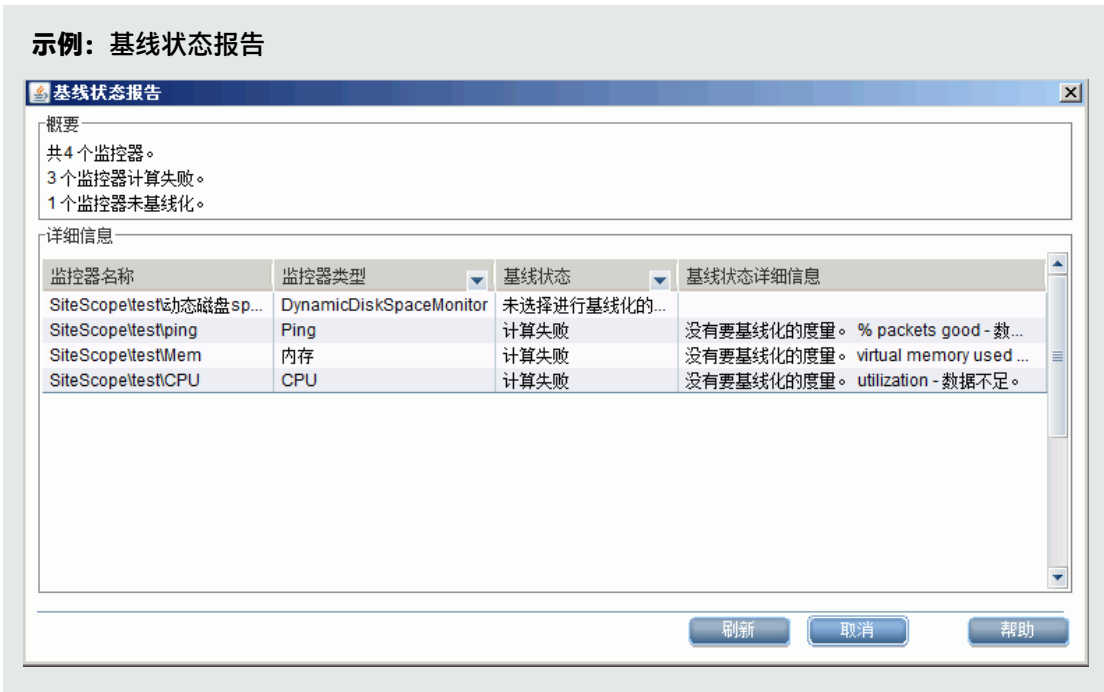 示例：基线状态报告
基线状态报告
概要
共4 个监控器。
3 个监控器计算失败。
1 个监控器未基线化。
详细信息
监控器名称 监控器类型 基线状态 基线状态详细信息
SiteScope\test\动态磁盘sp... DynamicDiskSpaceMonitor 未选择进行基线化的...
SiteScope\test\ping Ping 计算失败 没有要基线化的度量。 % packets good - 数...
SiteScope\test\Mem 内存 计算失败 没有要基线化的度量。 virtual memory used ...
SiteScope\test\CPU CPU 计算失败 没有要基线化的度量。 utilization - 数据不足。
刷新 取消 帮助